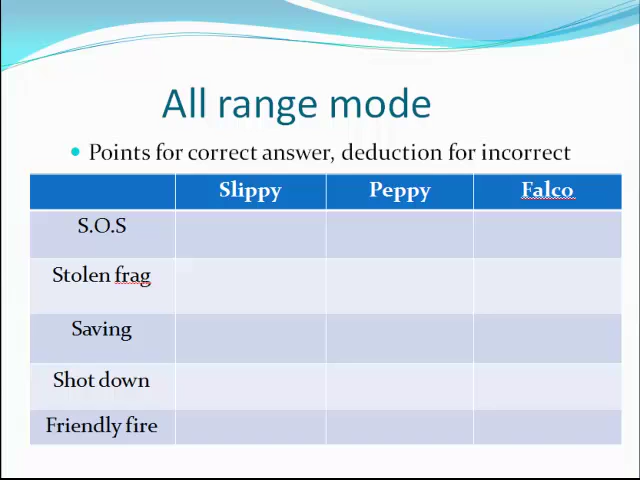 All range mode
• Points for correct answer, deduction for incorrect
Slippy Peppy Falco
S.O.S
Stolen frag
Saving
Shot down
Friendly fire